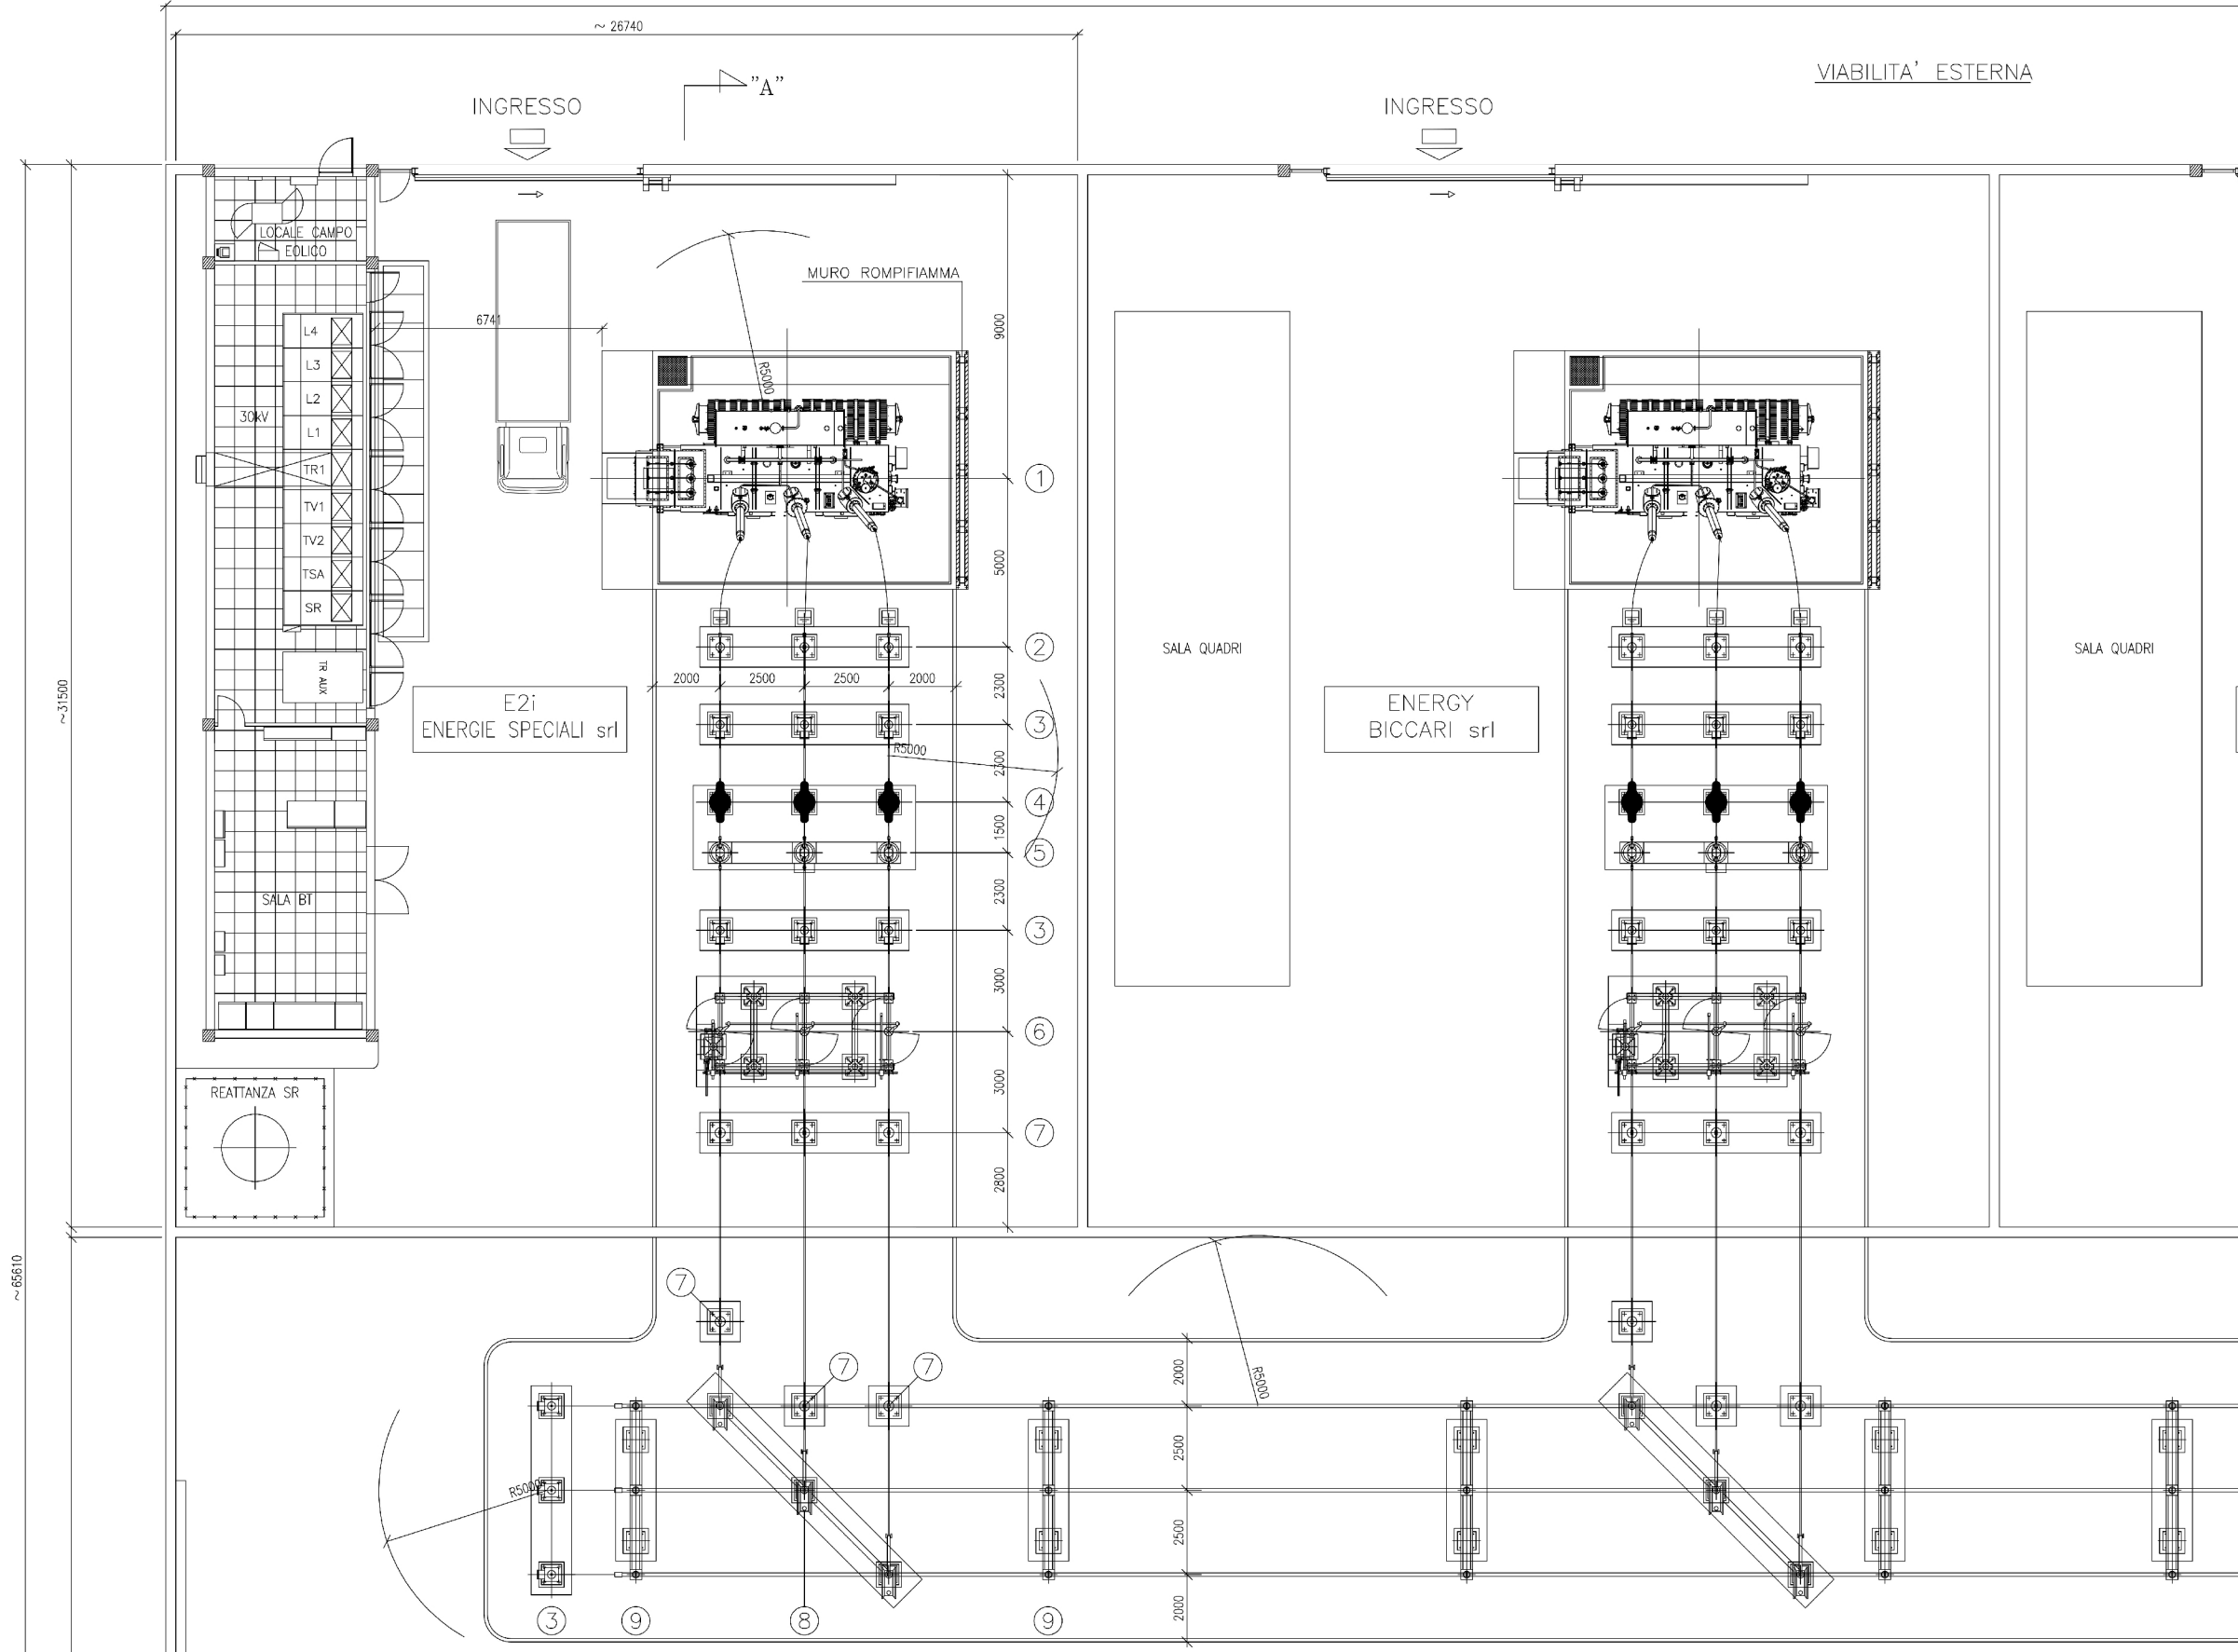 ~ 26740
VIABILITA' ESTERNA
"A"
INGRESSO
INGRESSO
LOCALE CAMPO
EOLICO
MURO ROMPIFIAMMA
6741
9000
R5000
L4
L3
L2
L1
30kV
TR1
TV1
TV2
TSA
SR
TR AUX
1
5000
2
2000
2500
2500
2000
2300
3
R5000
2300
4
1500
5
2300
3
3000
6
3000
7
2800
E2i
ENERGIE SPECIALI srl
SALA QUADRI
ENERGY
BICCARI srl
SALA QUADRI
~31500
~65610
SALA BT
REATTANZA SR
7
7
7
R5000
2000
2500
2500
2000
R5000
3
9
8
9